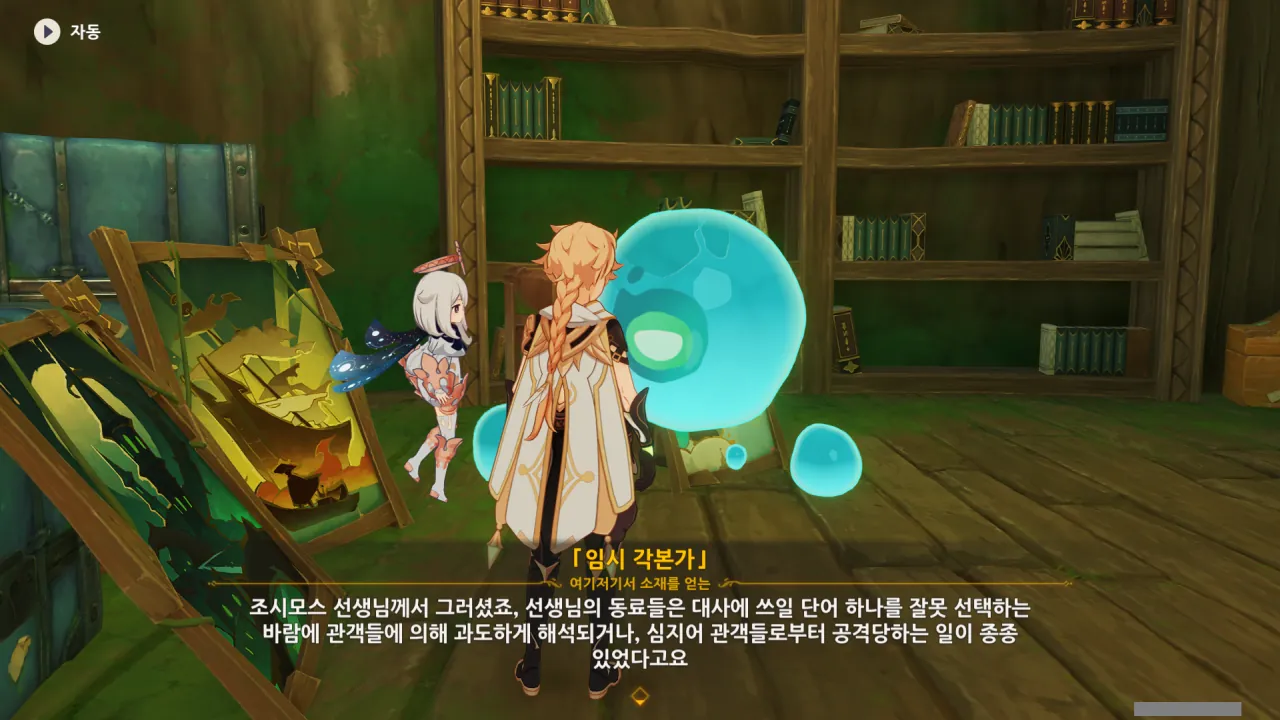 자동
「임시 각본가」
여기저기서 소재를 얻는
조시모스 선생님께서 그러셨죠, 선생님의 동료들은 대사에 쓰일 단어 하나를 잘못 선택하는
바람에 관객들에 의해 과도하게 해석되거나, 심지어 관객들로부터 공격당하는 일이 종종
있었다고요